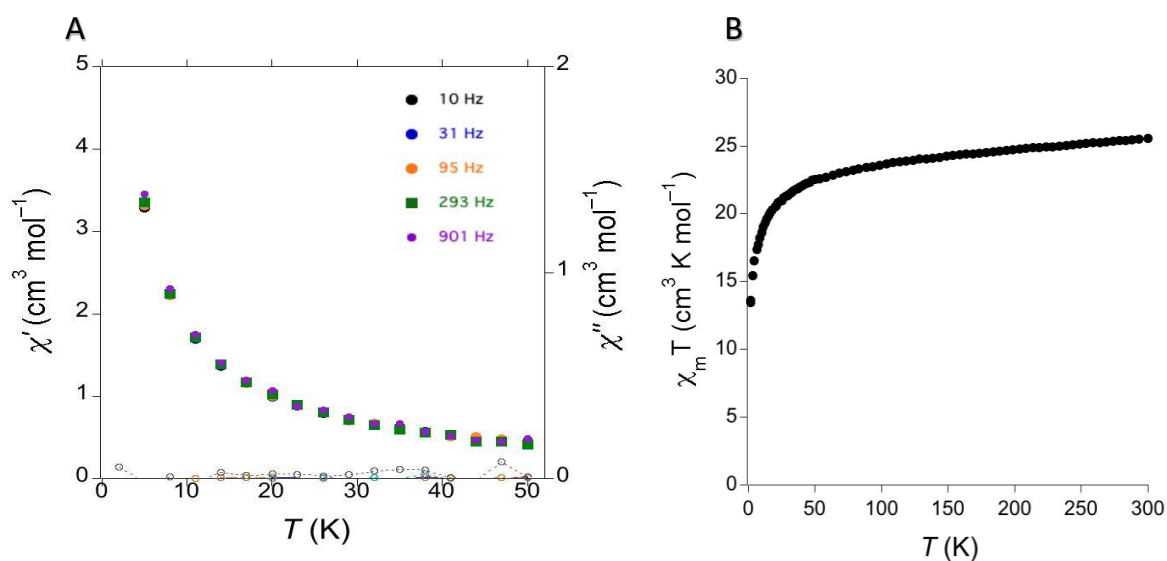 A
5
4
3
2
1
0
χ′ (cm³ mol⁻¹)
10 Hz
31 Hz
95 Hz
293 Hz
901 Hz
2
1
0
χ″ (cm³ mol⁻¹)
0 10 20 30 40 50
T (K)
B
30
25
20
15
10
5
0
χₘT (cm³ K mol⁻¹)
0 50 100 150 200 250 300
T (K)